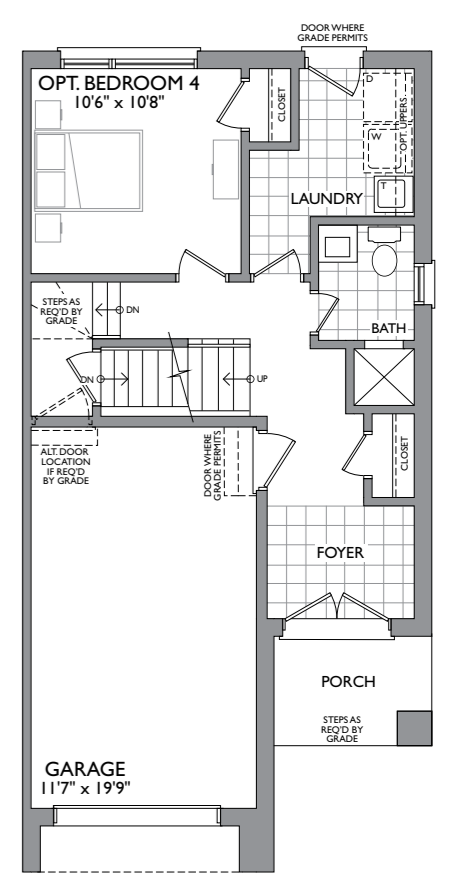 DOOR WHERE
GRADE PERMITS
OPT. BEDROOM 4
10'6" x 10'8"
CLOSET
D
W
OPT. UPPERS
T
LAUNDRY
STEPS AS
REQ'D BY
GRADE
DN
BATH
DN
UP
ALT. DOOR
LOCATION
IF REQ'D
BY GRADE
DOOR WHERE
GRADE PERMITS
CLOSET
FOYER
PORCH
STEPS AS
REQ'D BY
GRADE
GARAGE
11'7" x 19'9"